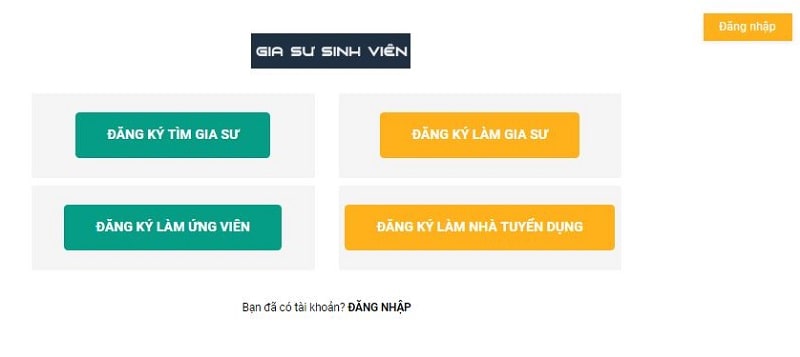 Đăng nhập
GIA SƯ SINH VIÊN
ĐĂNG KÝ TÌM GIA SƯ
ĐĂNG KÝ LÀM GIA SƯ
ĐĂNG KÝ LÀM ỨNG VIÊN
ĐĂNG KÝ LÀM NHÀ TUYỂN DỤNG
Bạn đã có tài khoản? ĐĂNG NHẬP